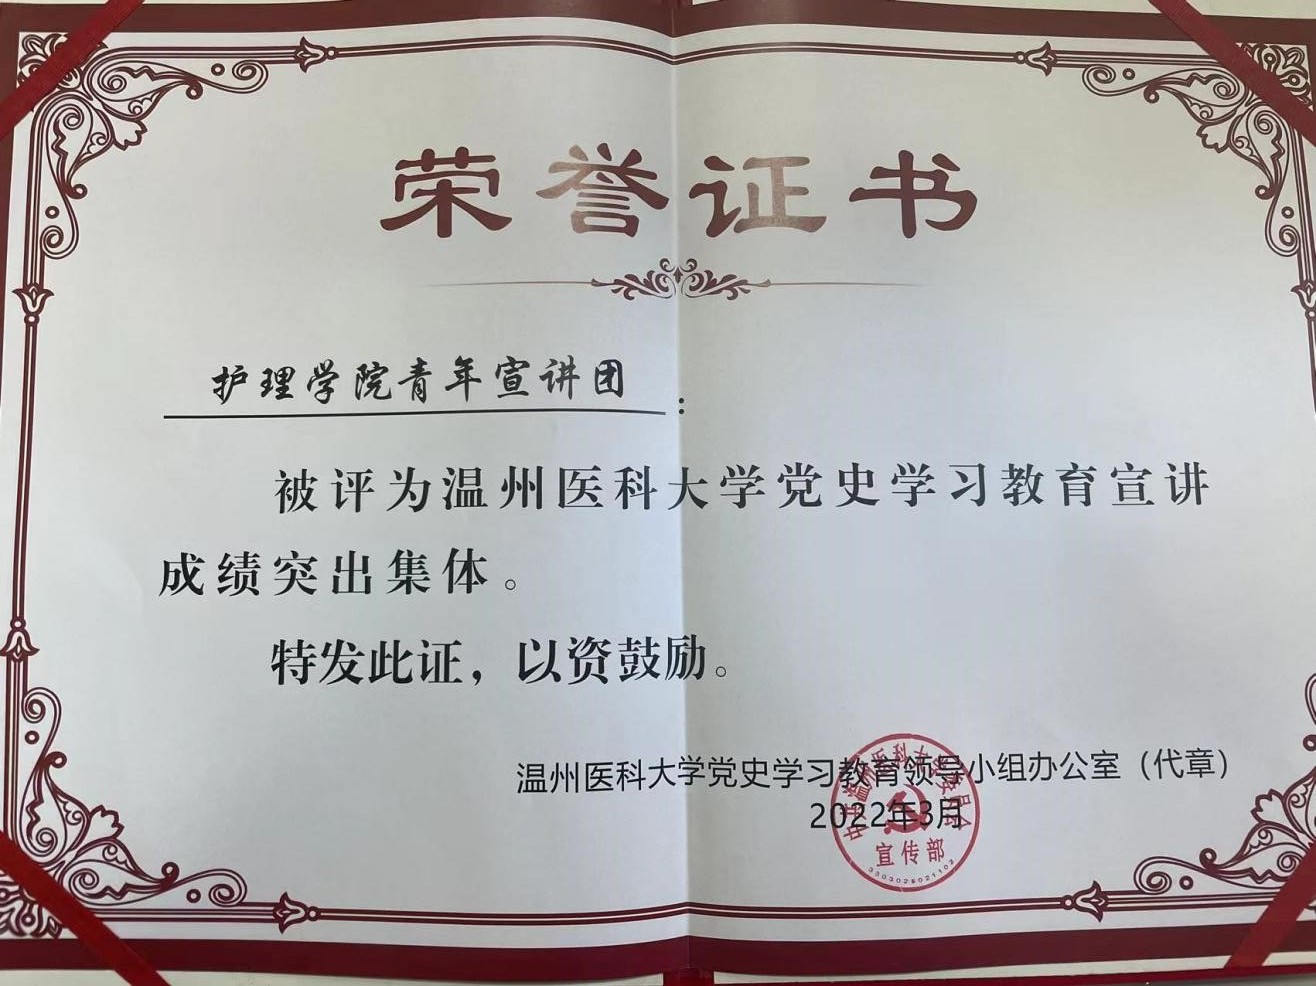 荣誉证书
护理学院青年宣讲团：
被评为温州医科大学党史学习教育宣讲
成绩突出集体。
特发此证，以资鼓励。
温州医科大学党史学习教育领导小组办公室（代章）
2022年3月
宣传部